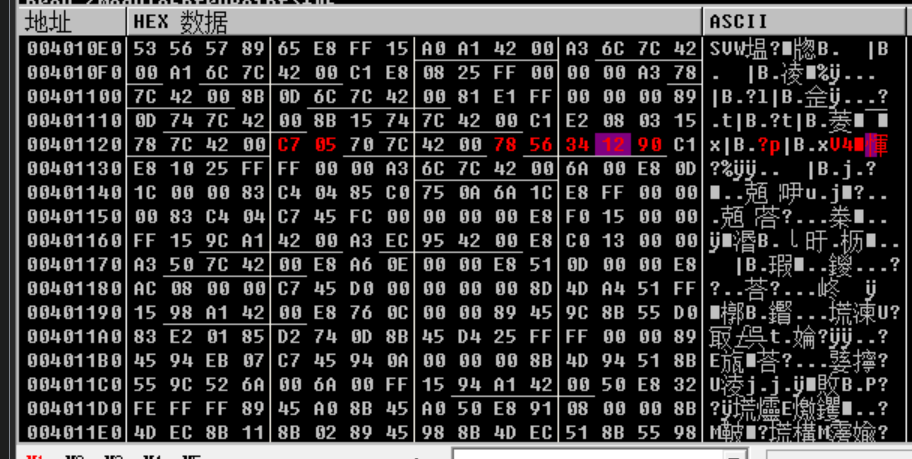 地址 HEX 数据 ASCII
004010E0 53 56 57 89 65 E8 FF 15 A0 A1 42 00 A3 6C 7C 42 SVW塭?■牎B. |B
004010F0 00 A1 6C 7C 42 00 C1 E8 08 25 FF 00 00 00 A3 78 . |B.凌■%ÿ...
00401100 7C 42 00 8B 0D 6C 7C 42 00 81 E1 FF 00 00 00 89 |B.?l|B. ÿ...?
00401110 0D 74 7C 42 00 8B 15 74 7C 42 00 C1 E2 08 03 15 .t|B.?t|B.菱■ ■
00401120 78 7C 42 00 C7 05 70 7C 42 00 78 56 34 12 90 C1 x|B.?p|B.xV4■
00401130 E8 10 25 FF FF 00 00 A3 6C 7C 42 00 6A 00 E8 0D ?%ÿÿ.. |B.j.?
00401140 1C 00 00 83 C4 04 85 C0 75 0A 6A 1C E8 FF 00 00 ■.. u.j■?..
00401150 00 83 C4 04 C7 45 FC 00 00 00 00 E8 F0 15 00 00 . ?... ■..
00401160 FF 15 9C A1 42 00 A3 EC 95 42 00 E8 C0 13 00 00 ÿ■ B. ■..
00401170 A3 50 7C 42 00 E8 A6 0E 00 00 E8 51 0D 00 00 E8 |B. ■.. ...?
00401180 AC 08 00 00 C7 45 D0 00 00 00 00 8D 4D A4 51 FF ?.. ?... ÿ
00401190 15 98 A1 42 00 E8 76 0C 00 00 89 45 9C 8B 55 D0 ■ B. ... U?
004011A0 83 E2 01 85 D2 74 0D 8B 45 D4 25 FF FF 00 00 89 t. ?ÿÿ..?
004011B0 45 94 EB 07 C7 45 94 0A 00 00 00 8B 4D 94 51 8B E ■ ?... ?
004011C0 55 9C 52 6A 00 6A 00 FF 15 94 A1 42 00 50 E8 32 U j.j.ÿ■ B.P?
004011D0 FE FF FF 89 45 A0 8B 45 A0 50 E8 91 08 00 00 8B ?ÿ E ■..?
004011E0 4D EC 8B 11 8B 02 89 45 98 8B 4D EC 51 8B 55 98 M ■? M ?